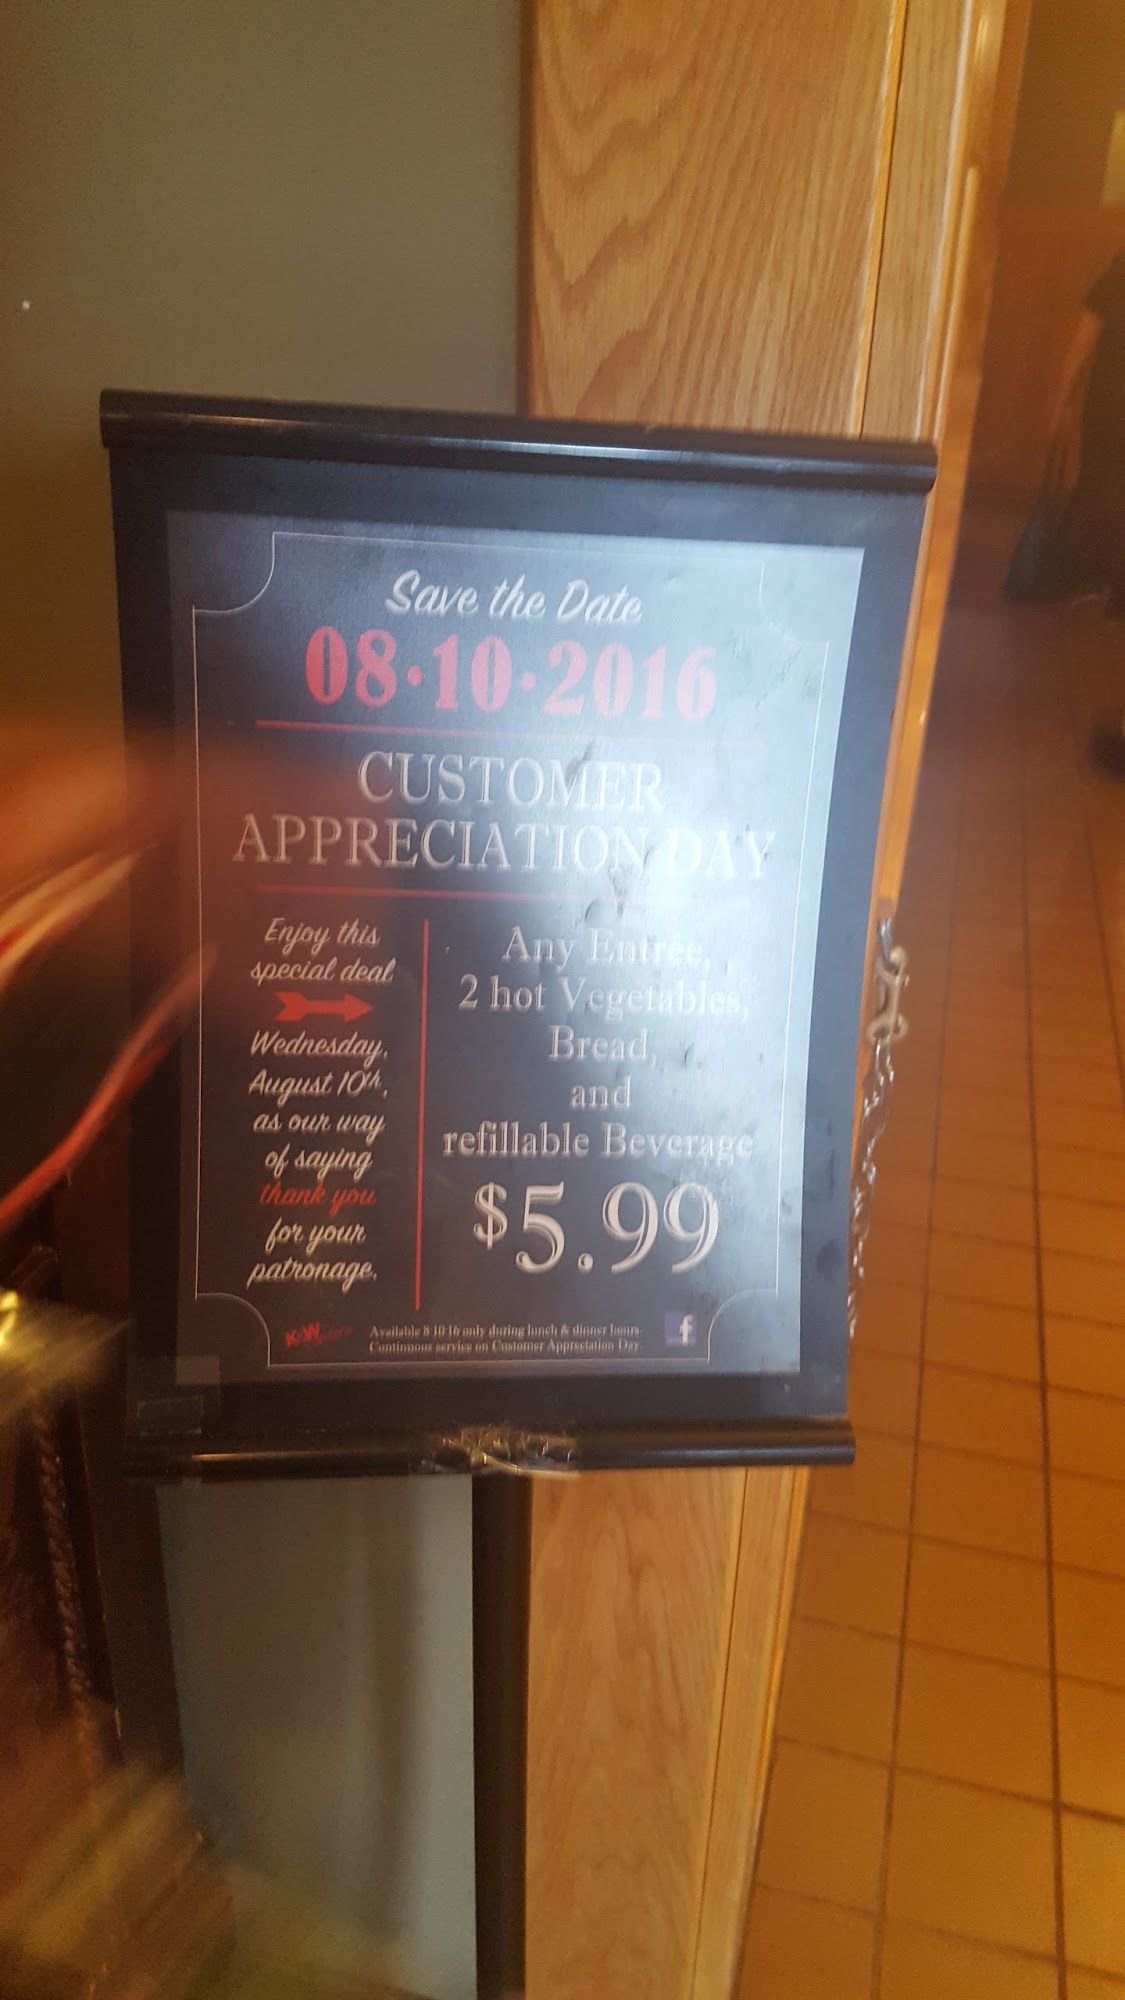 Save the Date
08·10·2016
CUSTOMER
APPRECIATION DAY
Enjoy this
special deal
Wednesday,
August 10th,
as our way
of saying
thank you
for your
patronage.
Any Entrée,
2 hot Vegetables,
Bread,
and
refillable Beverage
$5.99
K&W
Available 8·10·16 only during lunch & dinner hours.
Continuous service on Customer Appreciation Day.
f